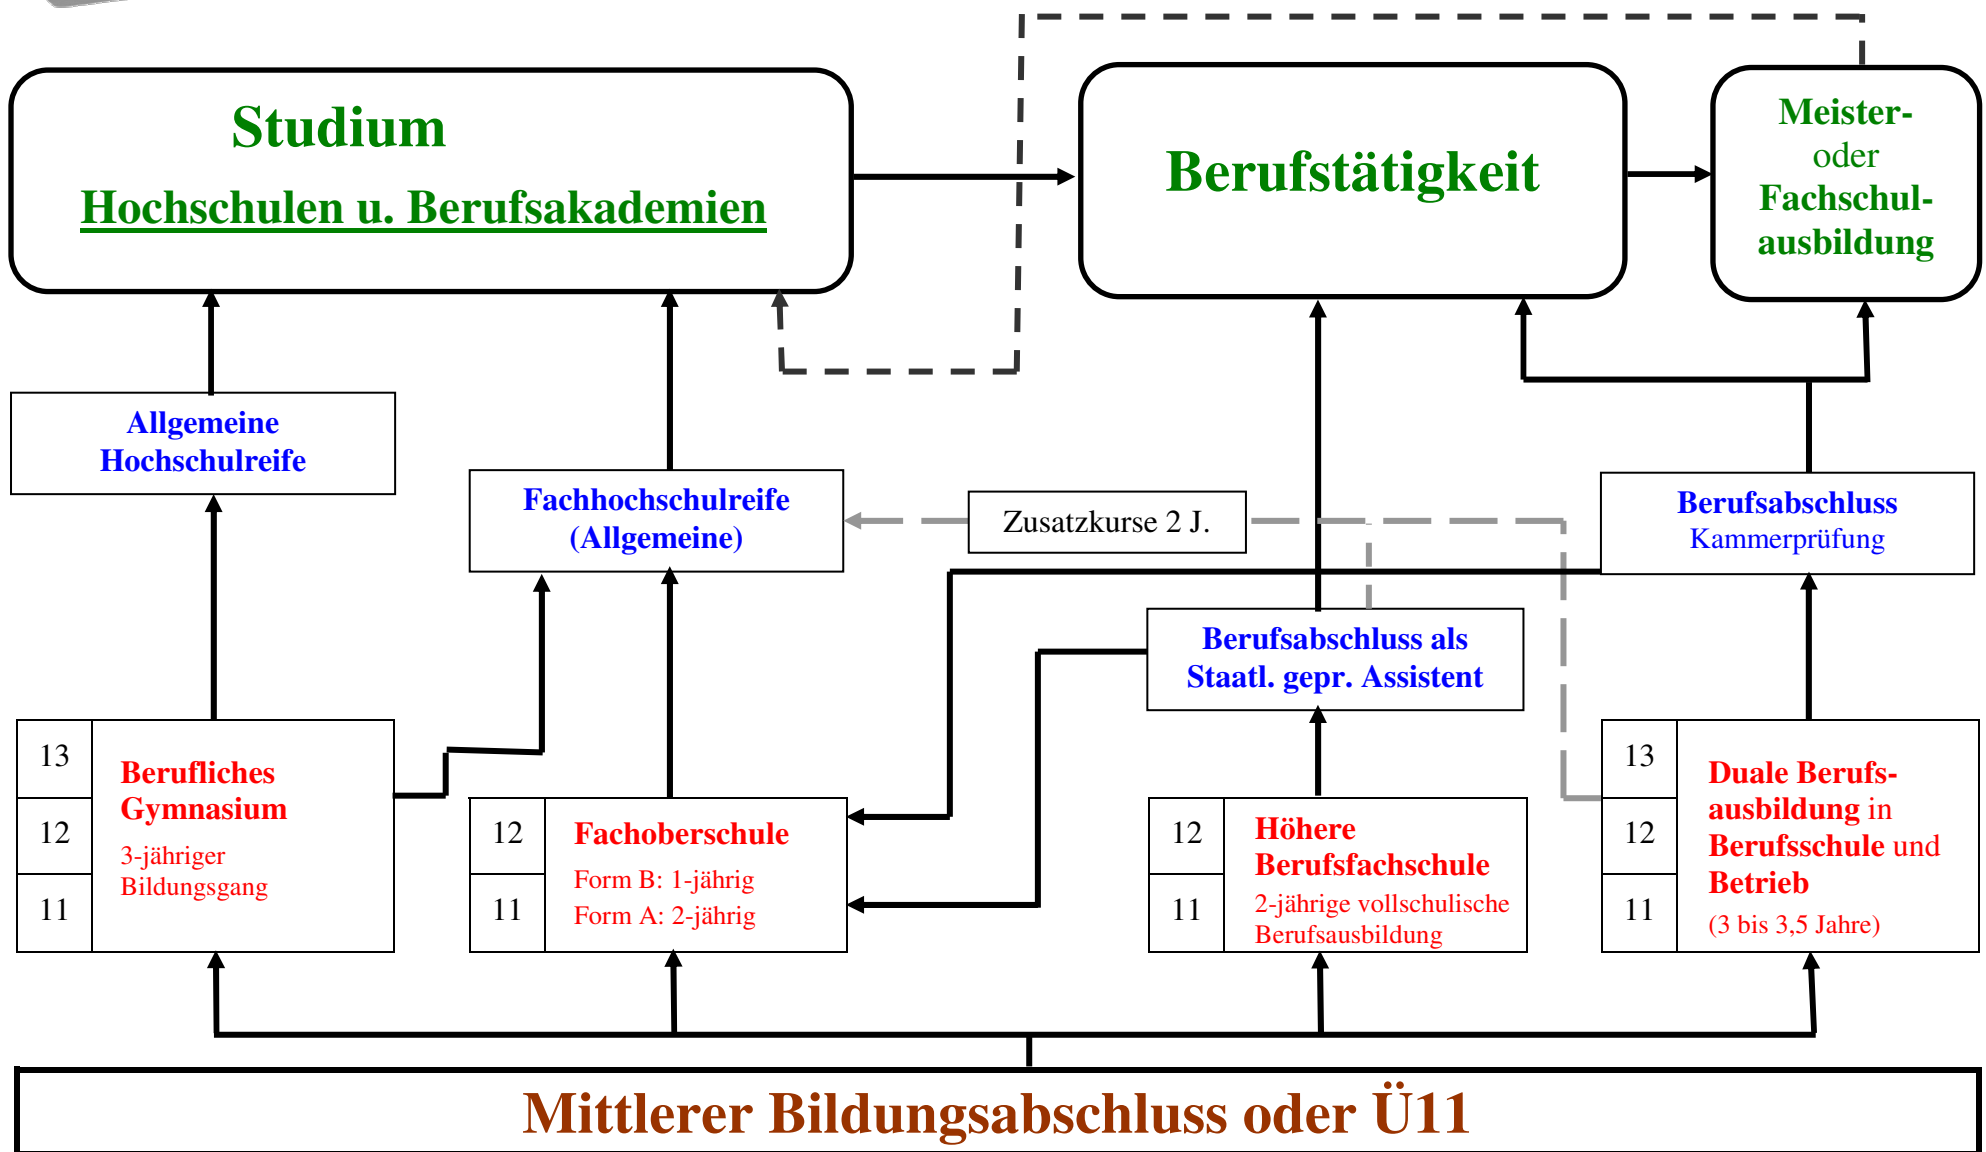 Studium
Hochschulen u. Berufsakademien
Berufstätigkeit
Meister-
oder
Fachschul-
ausbildung
Allgemeine
Hochschulreife
Fachhochschulreife
(Allgemeine)
Zusatzkurse 2 J.
Berufsabschluss
Kammerprüfung
Berufsabschluss als
Staatl. gepr. Assistent
13
12
11
Berufliches
Gymnasium
3-jähriger
Bildungsgang
12
11
Fachoberschule
Form B: 1-jährig
Form A: 2-jährig
12
11
Höhere
Berufsfachschule
2-jährige vollschulische
Berufsausbildung
13
12
11
Duale Berufs-
ausbildung in
Berufsschule und
Betrieb
(3 bis 3,5 Jahre)
Mittlerer Bildungsabschluss oder Ü11